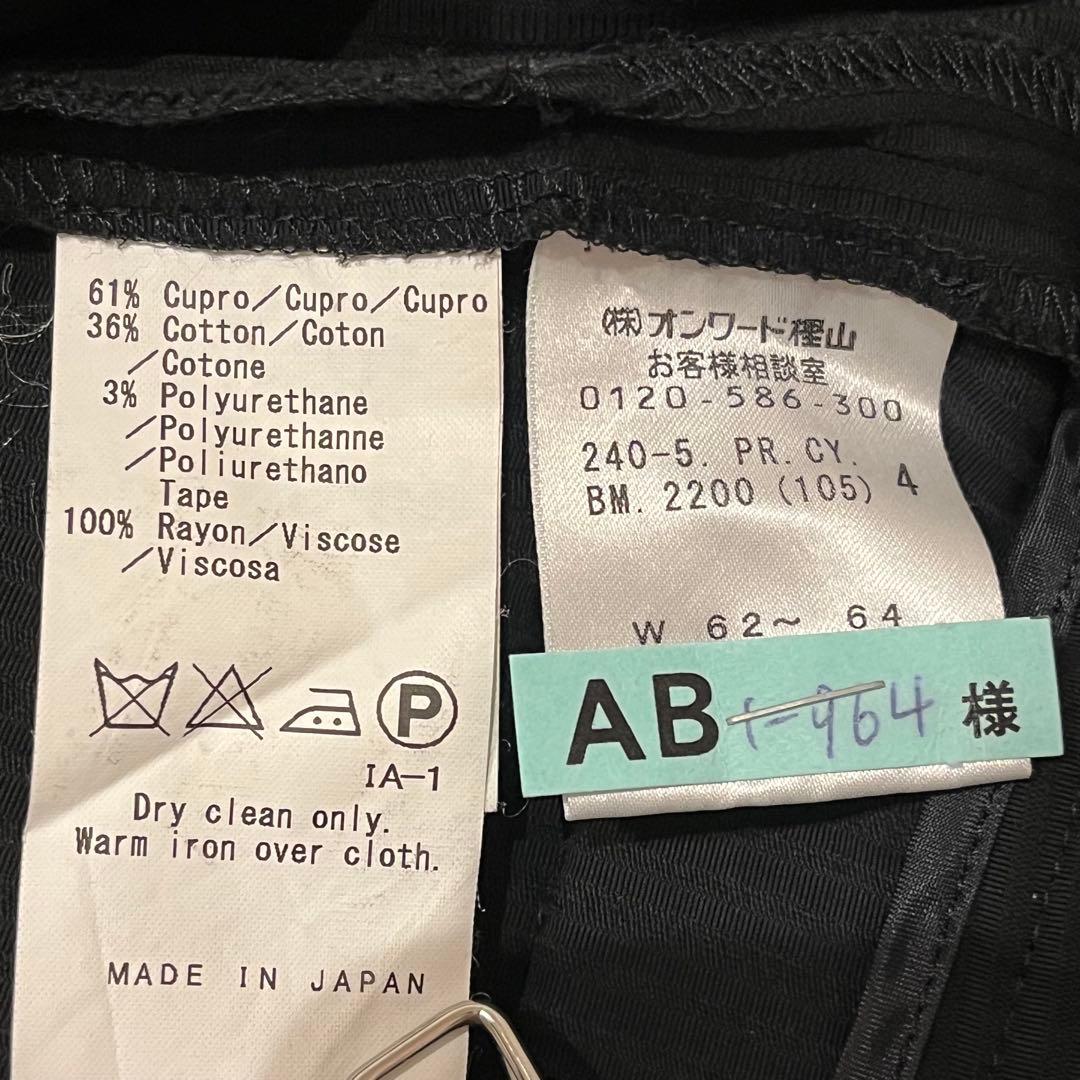 61% Cupro/Cupro/Cupro
36% Cotton/Coton
/Cotone
3% Polyurethane
/Polyurethanne
/Poliurethano
Tape
100% Rayon/Viscose
/Viscosa
P
IA-1
Dry clean only.
Warm iron over cloth.
MADE IN JAPAN
(株)オンワード樫山
お客様相談室
0120-586-300
240-5. PR. CY.
BM. 2200 (105) 4
W 62~ 64
AB 1-964 様